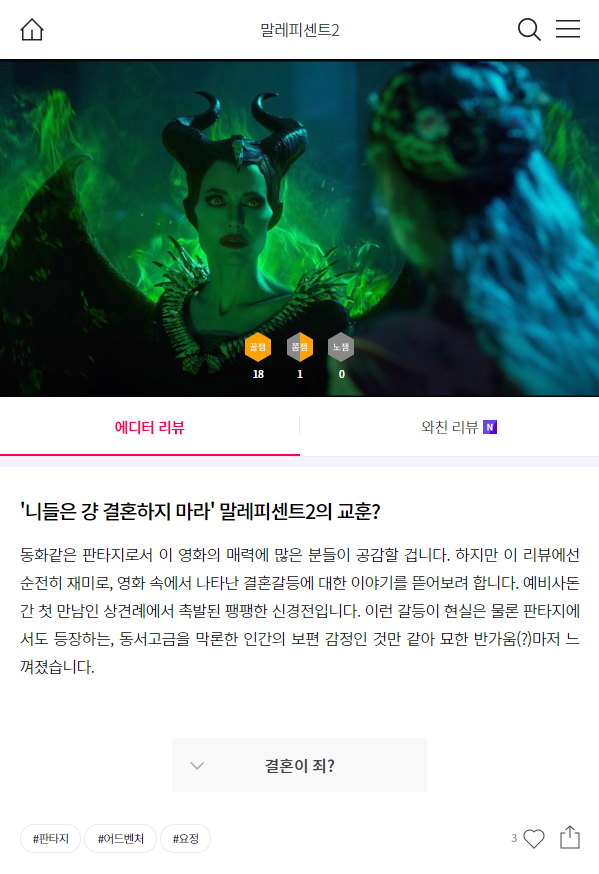 말레피센트2
꿀잼
쫌잼
노잼
18
1
0
에디터 리뷰
와친 리뷰 N
'니들은 걍 결혼하지 마라' 말레피센트2의 교훈?
동화같은 판타지로서 이 영화의 매력에 많은 분들이 공감할 겁니다. 하지만 이 리뷰에선
순전히 재미로, 영화 속에서 나타난 결혼갈등에 대한 이야기를 뜯어보려 합니다. 예비사돈
간 첫 만남인 상견례에서 촉발된 팽팽한 신경전입니다. 이런 갈등이 현실은 물론 판타지에
서도 등장하는, 동서고금을 막론한 인간의 보편 감정인 것만 같아 묘한 반가움(?)마저 느
껴졌습니다.
결혼이 죄?
#판타지
#어드벤처
#요정
3